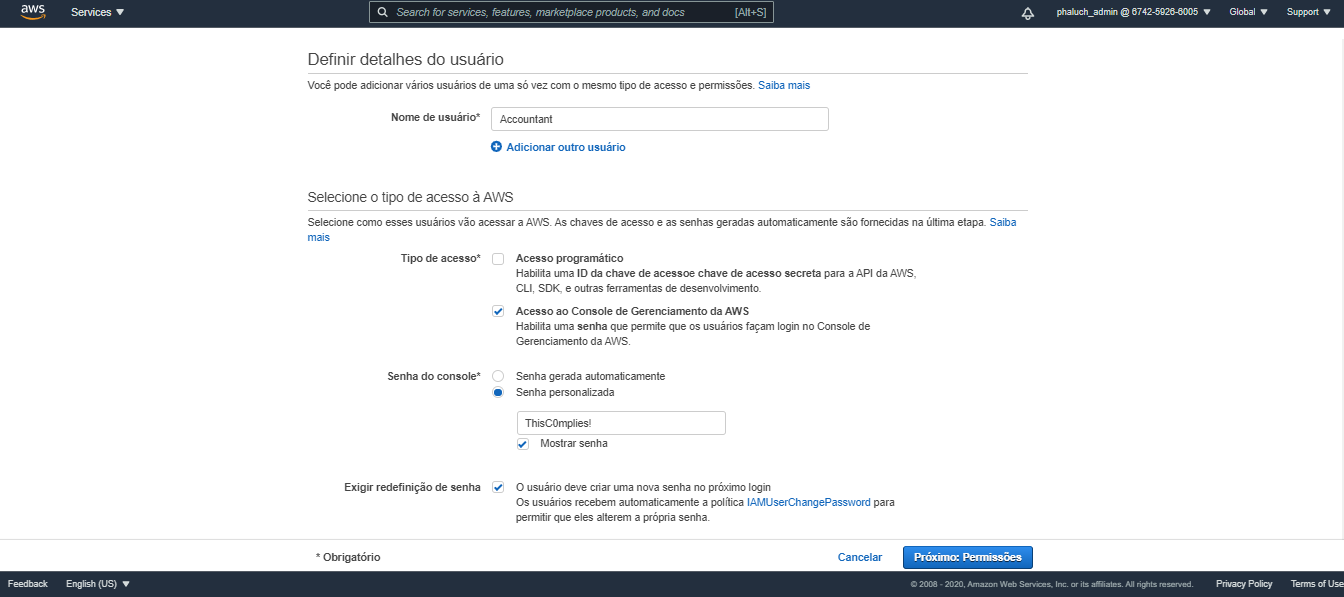 aws
Services
Search for services, features, marketplace products, and docs [Alt+S]
phaluch_admin @ 6742-5926-6005
Global
Support
Definir detalhes do usuário
Você pode adicionar vários usuários de uma só vez com o mesmo tipo de acesso e permissões. Saiba mais
Nome de usuário*
Accountant
Adicionar outro usuário
Selecione o tipo de acesso à AWS
Selecione como esses usuários vão acessar a AWS. As chaves de acesso e as senhas geradas automaticamente são fornecidas na última etapa. Saiba
mais
Tipo de acesso*
Acesso programático
Habilita uma ID da chave de acessoe chave de acesso secreta para a API da AWS,
CLI, SDK, e outras ferramentas de desenvolvimento.
Acesso ao Console de Gerenciamento da AWS
Habilita uma senha que permite que os usuários façam login no Console de
Gerenciamento da AWS.
Senha do console*
Senha gerada automaticamente
Senha personalizada
ThisC0mplies!
Mostrar senha
Exigir redefinição de senha
O usuário deve criar uma nova senha no próximo login
Os usuários recebem automaticamente a política IAMUserChangePassword para
permitir que eles alterem a própria senha.
* Obrigatório
Cancelar
Próximo: Permissões
Feedback
English (US)
© 2008 - 2020, Amazon Web Services, Inc. or its affiliates. All rights reserved.
Privacy Policy
Terms of Use